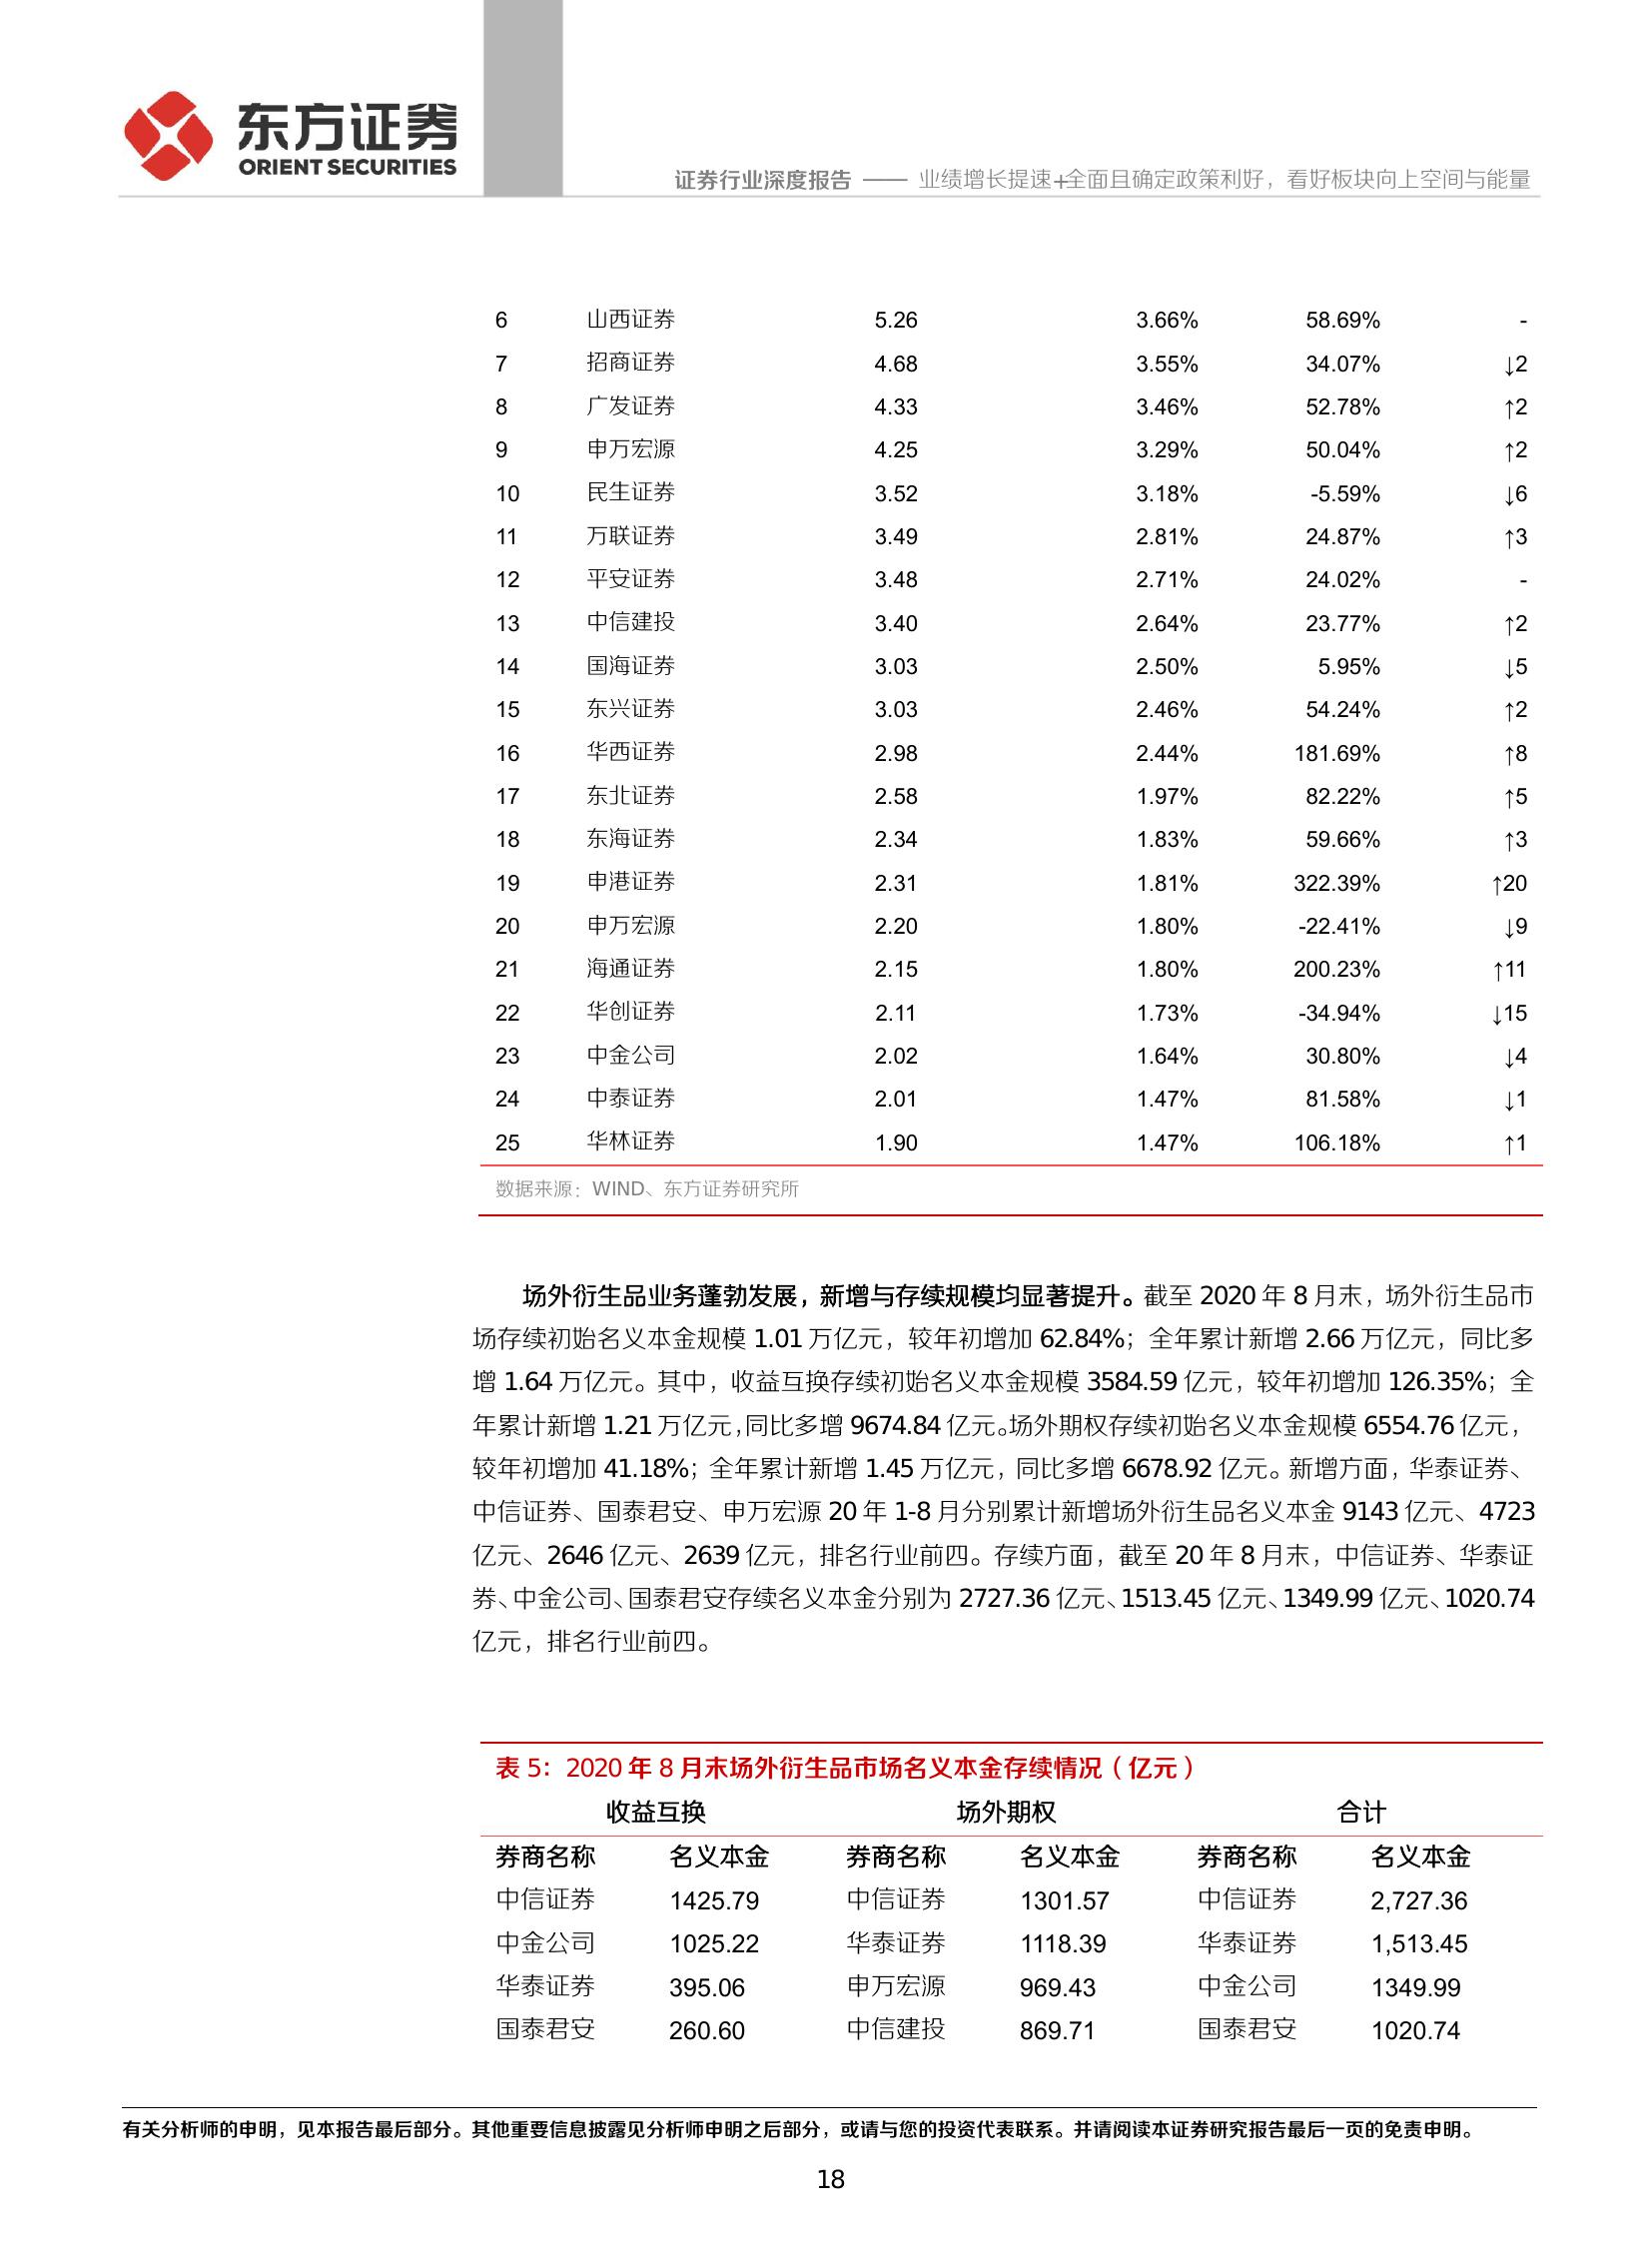 东方证券
ORIENT SECURITIES
证券行业深度报告 —— 业绩增长提速+全面且确定政策利好，看好板块向上空间与能量
6 山西证券 5.26 3.66% 58.69% -
7 招商证券 4.68 3.55% 34.07% ↓2
8 广发证券 4.33 3.46% 52.78% ↑2
9 申万宏源 4.25 3.29% 50.04% ↑2
10 民生证券 3.52 3.18% -5.59% ↓6
11 万联证券 3.49 2.81% 24.87% ↑3
12 平安证券 3.48 2.71% 24.02% -
13 中信建投 3.40 2.64% 23.77% ↑2
14 国海证券 3.03 2.50% 5.95% ↓5
15 东兴证券 3.03 2.46% 54.24% ↑2
16 华西证券 2.98 2.44% 181.69% ↑8
17 东北证券 2.58 1.97% 82.22% ↑5
18 东海证券 2.34 1.83% 59.66% ↑3
19 申港证券 2.31 1.81% 322.39% ↑20
20 申万宏源 2.20 1.80% -22.41% ↓9
21 海通证券 2.15 1.80% 200.23% ↑11
22 华创证券 2.11 1.73% -34.94% ↓15
23 中金公司 2.02 1.64% 30.80% ↓4
24 中泰证券 2.01 1.47% 81.58% ↓1
25 华林证券 1.90 1.47% 106.18% ↑1
数据来源：WIND、东方证券研究所
场外衍生品业务蓬勃发展，新增与存续规模均显著提升。截至 2020 年 8 月末，场外衍生品市
场存续初始名义本金规模 1.01 万亿元，较年初增加 62.84%；全年累计新增 2.66 万亿元，同比多
增 1.64 万亿元。其中，收益互换存续初始名义本金规模 3584.59 亿元，较年初增加 126.35%；全
年累计新增 1.21 万亿元，同比多增 9674.84 亿元。场外期权存续初始名义本金规模 6554.76 亿元，
较年初增加 41.18%；全年累计新增 1.45 万亿元，同比多增 6678.92 亿元。新增方面，华泰证券、
中信证券、国泰君安、申万宏源 20 年 1-8 月分别累计新增场外衍生品名义本金 9143 亿元、4723
亿元、2646 亿元、2639 亿元，排名行业前四。存续方面，截至 20 年 8 月末，中信证券、华泰证
券、中金公司、国泰君安存续名义本金分别为 2727.36 亿元、1513.45 亿元、1349.99 亿元、1020.74
亿元，排名行业前四。
表 5：2020 年 8 月末场外衍生品市场名义本金存续情况（亿元）
收益互换 场外期权 合计
券商名称 名义本金 券商名称 名义本金 券商名称 名义本金
中信证券 1425.79 中信证券 1301.57 中信证券 2,727.36
中金公司 1025.22 华泰证券 1118.39 华泰证券 1,513.45
华泰证券 395.06 申万宏源 969.43 中金公司 1349.99
国泰君安 260.60 中信建投 869.71 国泰君安 1020.74
有关分析师的申明，见本报告最后部分。其他重要信息披露见分析师申明之后部分，或请与您的投资代表联系。并请阅读本证券研究报告最后一页的免责申明。
18